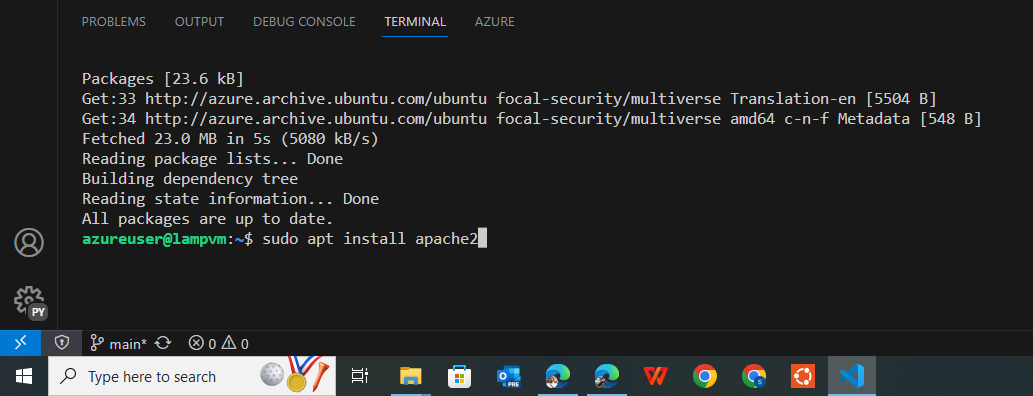 PROBLEMS OUTPUT DEBUG CONSOLE TERMINAL AZURE
Packages [23.6 kB]
Get:33 http://azure.archive.ubuntu.com/ubuntu focal-security/multiverse Translation-en [5504 B]
Get:34 http://azure.archive.ubuntu.com/ubuntu focal-security/multiverse amd64 c-n-f Metadata [548 B]
Fetched 23.0 MB in 5s (5080 kB/s)
Reading package lists... Done
Building dependency tree
Reading state information... Done
All packages are up to date.
azureuser@lampvm:~$ sudo apt install apache2
PY
main* 0 0
Type here to search
PRE
S